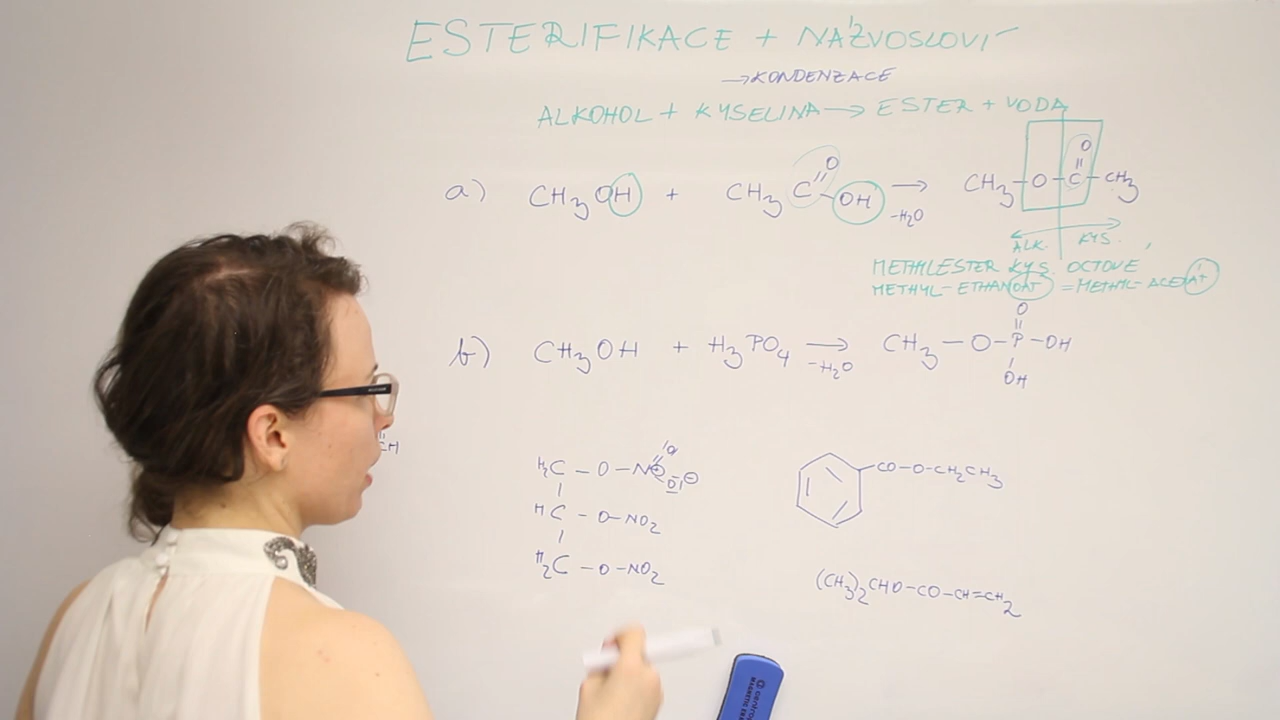 ESTERIFIKACE + NÁZVOSLOVÍ
→KONDENZACE
ALKOHOL + KYSELINA → ESTER + VODA
a) CH3OH + CH3C(=O)-OH → -H2O CH3-O-C(=O)-CH3
ALK. KYS.
METHYLESTER KYS. OCTOVÉ
METHYL-ETHANOÁT = METHYL-ACETÁT
b) CH3OH + H3PO4 → -H2O CH3-O-P(=O)(-OH)-OH
H2C-O-N⊕ O O⊖
HC-O-NO2
H2C-O-NO2
CO-O-CH2CH3
(CH3)2CHO-CO-CH=CH2